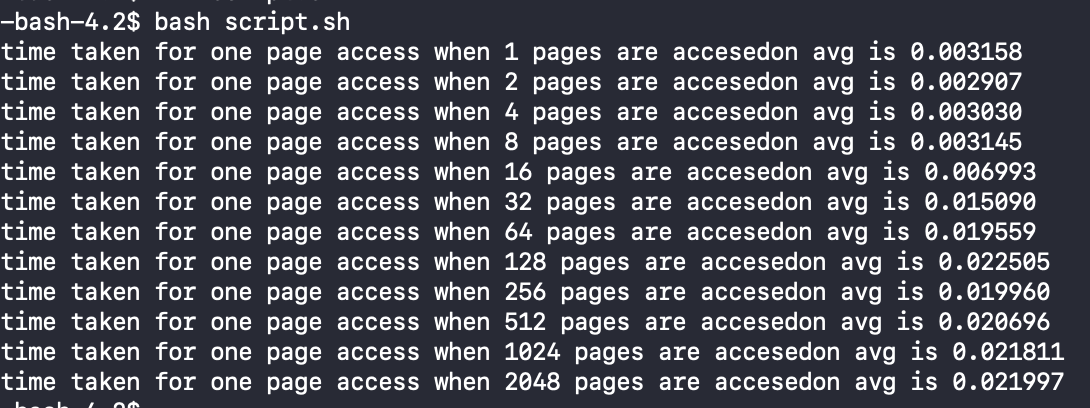 -bash-4.2$ bash script.sh
time taken for one page access when 1 pages are accesedon avg is 0.003158
time taken for one page access when 2 pages are accesedon avg is 0.002907
time taken for one page access when 4 pages are accesedon avg is 0.003030
time taken for one page access when 8 pages are accesedon avg is 0.003145
time taken for one page access when 16 pages are accesedon avg is 0.006993
time taken for one page access when 32 pages are accesedon avg is 0.015090
time taken for one page access when 64 pages are accesedon avg is 0.019559
time taken for one page access when 128 pages are accesedon avg is 0.022505
time taken for one page access when 256 pages are accesedon avg is 0.019960
time taken for one page access when 512 pages are accesedon avg is 0.020696
time taken for one page access when 1024 pages are accesedon avg is 0.021811
time taken for one page access when 2048 pages are accesedon avg is 0.021997